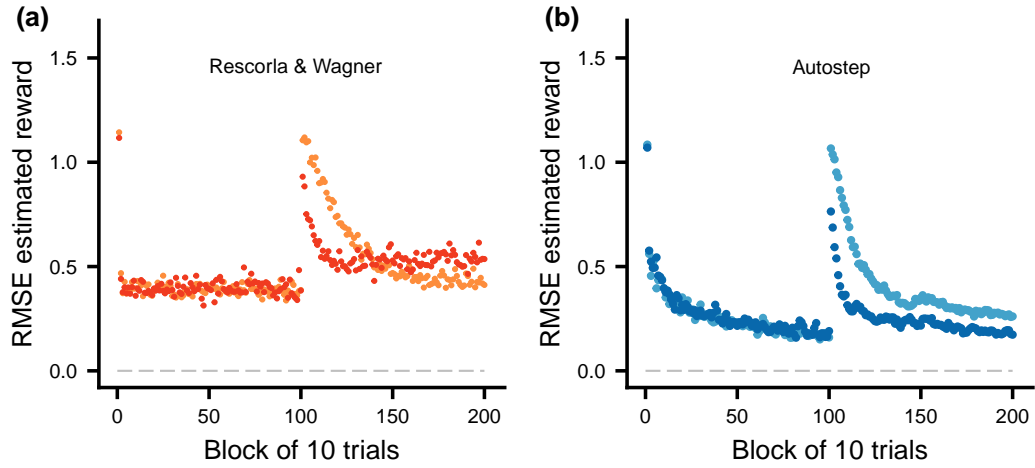 (a)
Rescorla & Wagner
RMSE estimated reward
1.5
1.0
0.5
0.0
0
50
100
150
200
Block of 10 trials
(b)
Autostep
RMSE estimated reward
1.5
1.0
0.5
0.0
0
50
100
150
200
Block of 10 trials